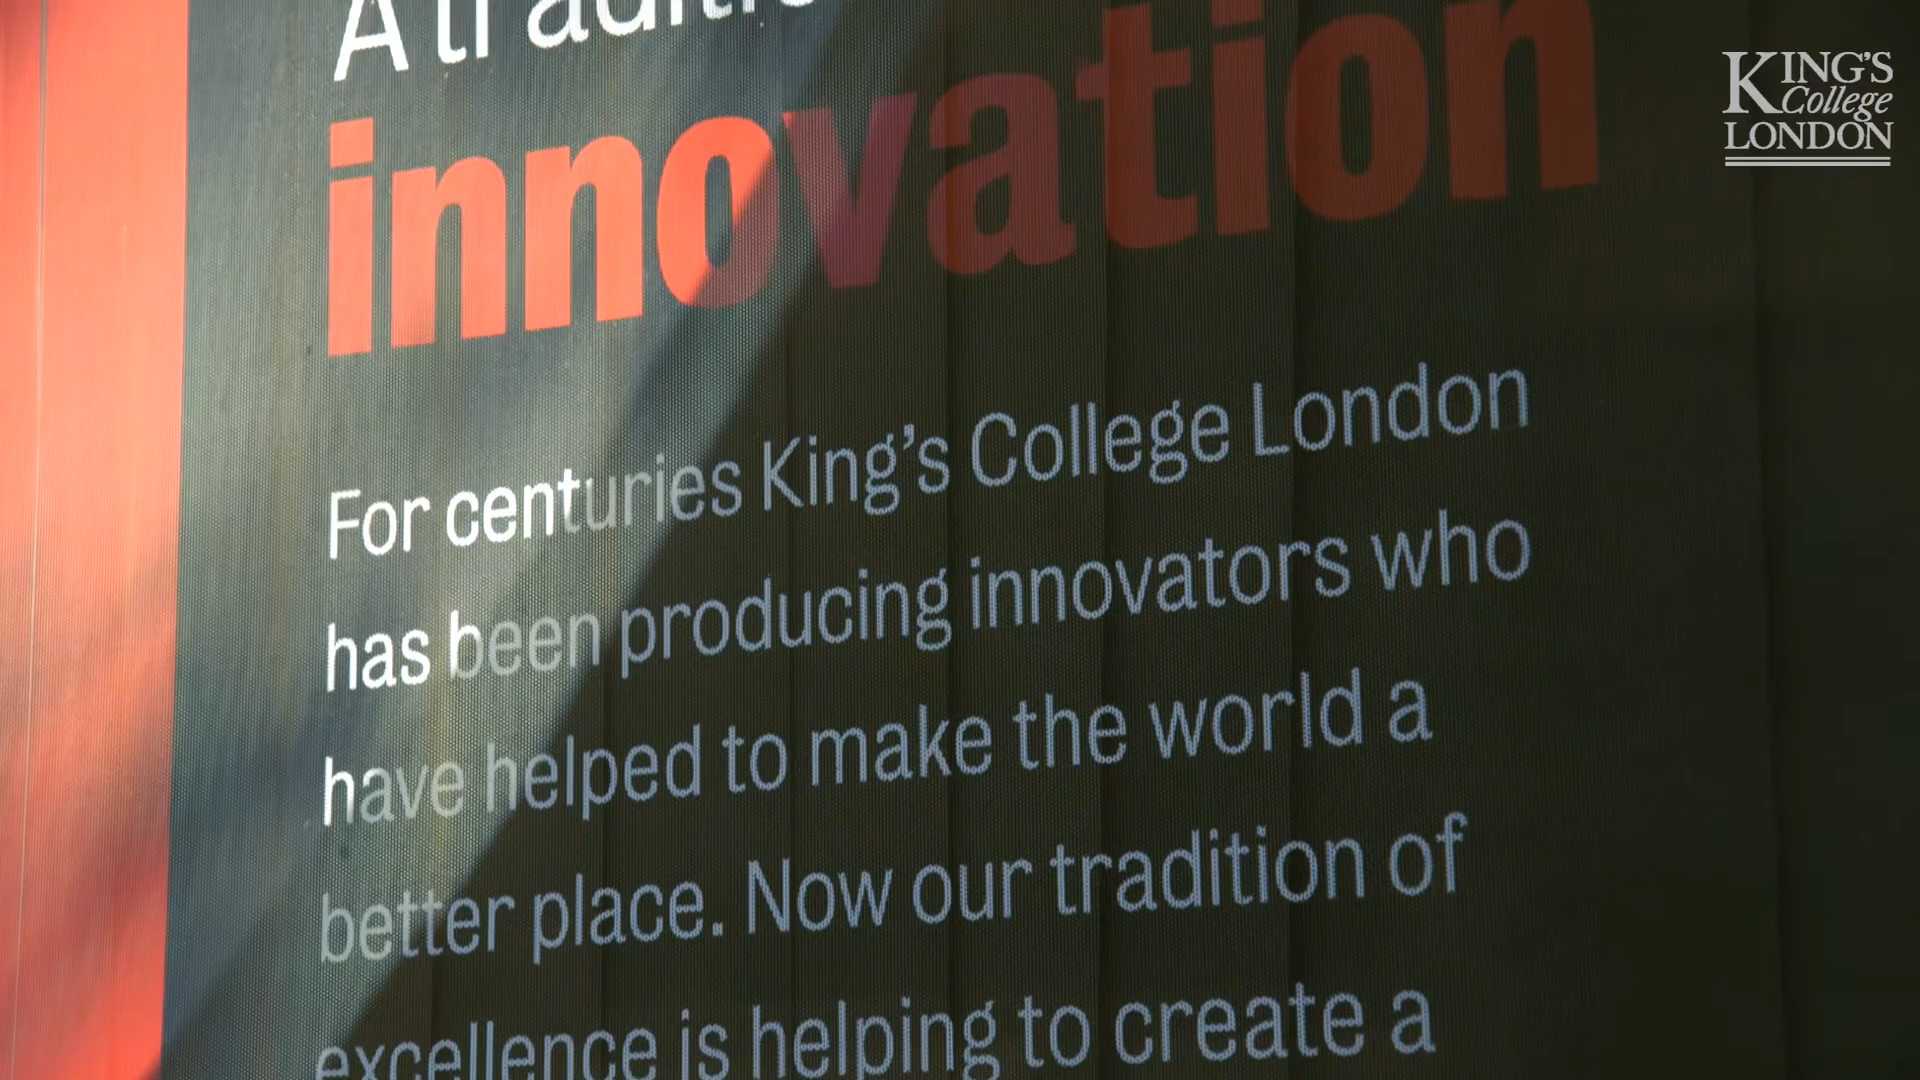 A traditio
innovation
For centuries King's College London
has been producing innovators who
have helped to make the world a
better place. Now our tradition of
excellence is helping to create a
KING'S
College
LONDON